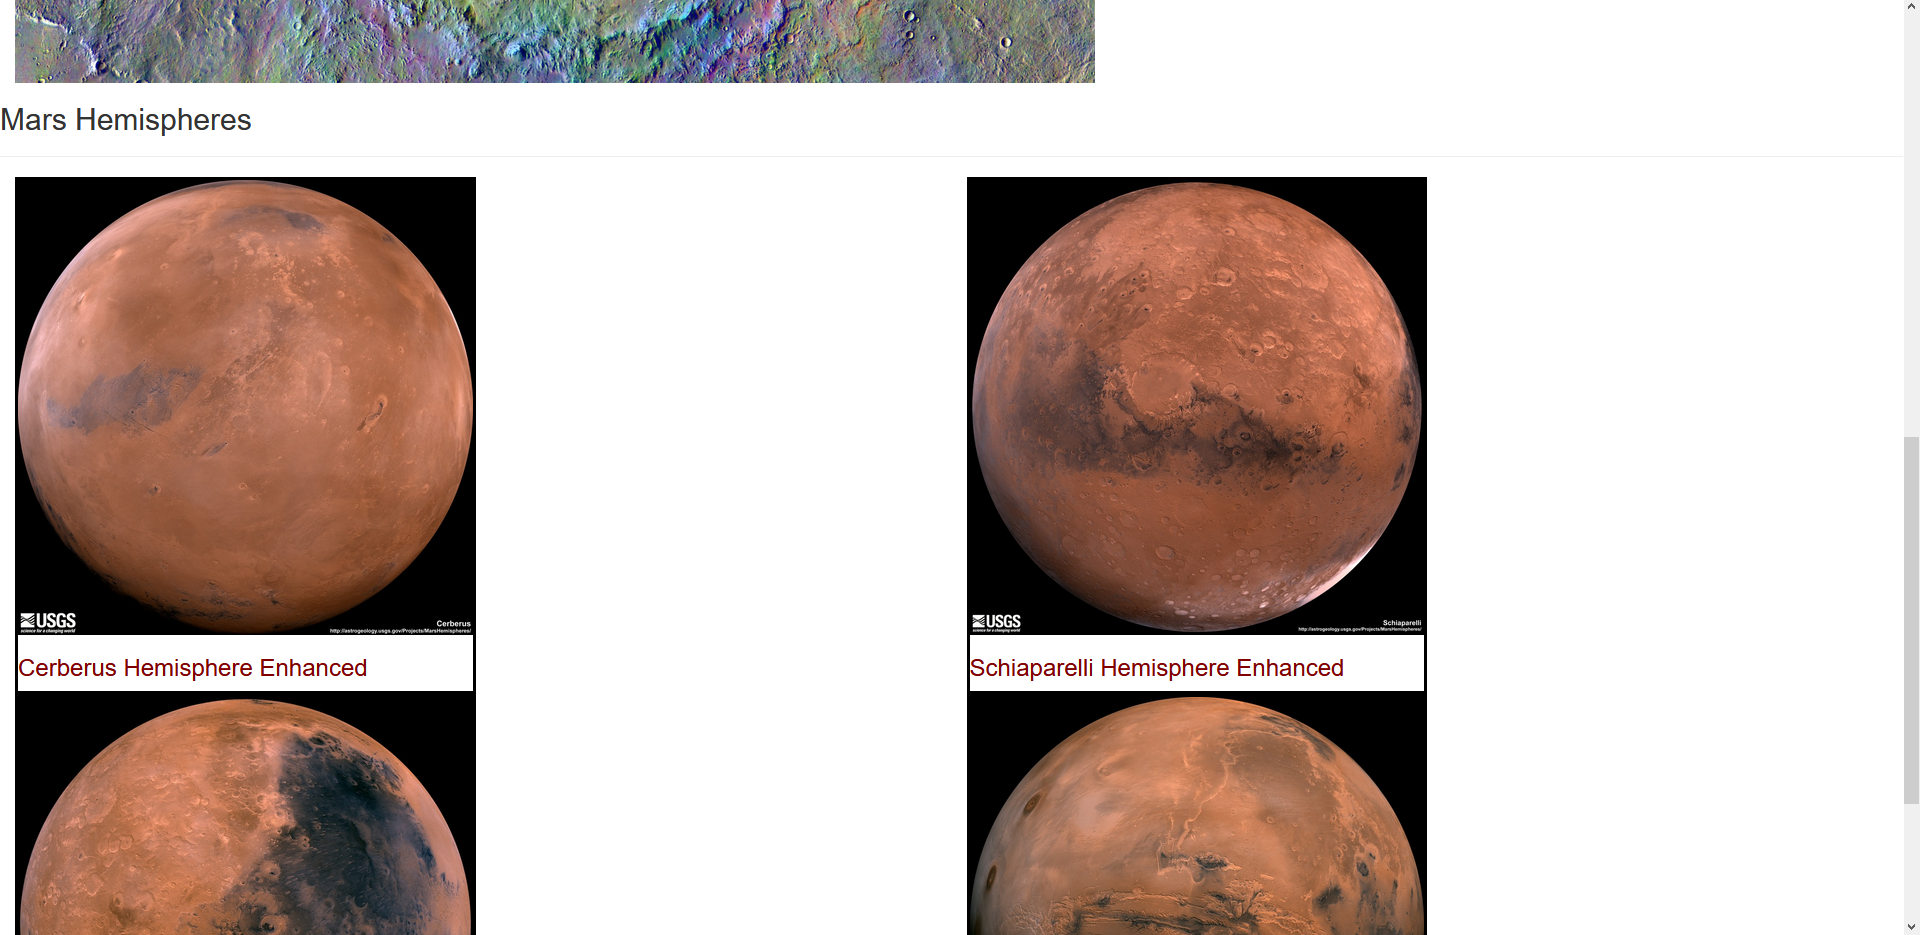 Mars Hemispheres
USGS
science for a changing world
Cerberus
http://astrogeology.usgs.gov/Projects/MarsHemispheres/
Cerberus Hemisphere Enhanced
USGS
science for a changing world
Schiaparelli
http://astrogeology.usgs.gov/Projects/MarsHemispheres/
Schiaparelli Hemisphere Enhanced